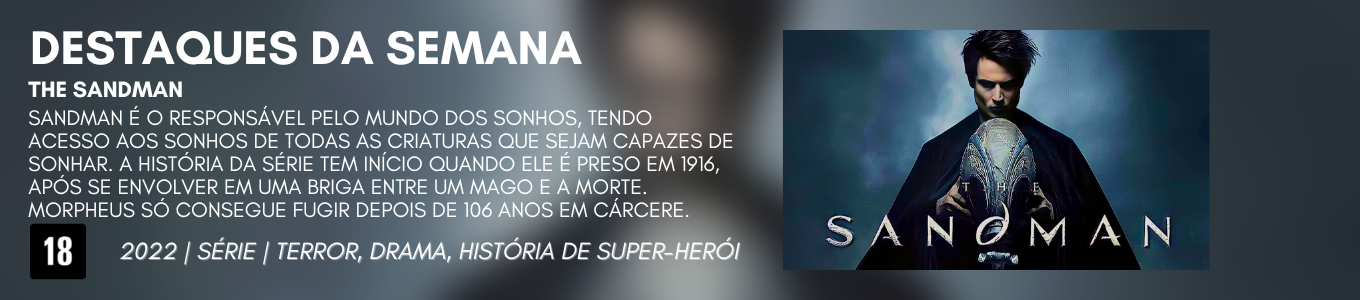 DESTAQUES DA SEMANA
THE SANDMAN
SANDMAN É O RESPONSÁVEL PELO MUNDO DOS SONHOS, TENDO
ACESSO AOS SONHOS DE TODAS AS CRIATURAS QUE SEJAM CAPAZES DE
SONHAR. A HISTÓRIA DA SÉRIE TEM INÍCIO QUANDO ELE É PRESO EM 1916,
APÓS SE ENVOLVER EM UMA BRIGA ENTRE UM MAGO E A MORTE.
MORPHEUS SÓ CONSEGUE FUGIR DEPOIS DE 106 ANOS EM CÁRCERE.
18
2022 | SÉRIE | TERROR, DRAMA, HISTÓRIA DE SUPER-HERÓI
THE
SANDMAN